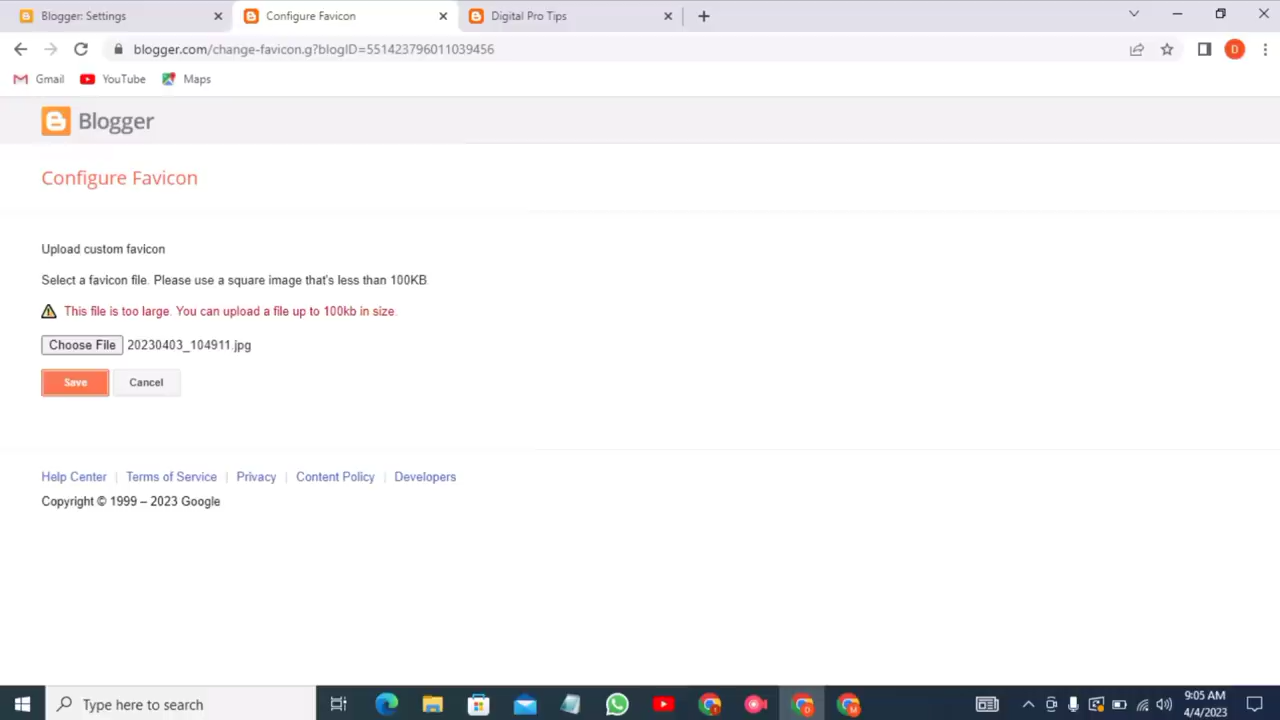 Blogger: Settings
Configure Favicon
Digital Pro Tips
blogger.com/change-favicon.g?blogID=551423796011039456
D
Gmail
YouTube
Maps
Blogger
Configure Favicon
Upload custom favicon
Select a favicon file. Please use a square image that's less than 100KB
This file is too large. You can upload a file up to 100kb in size.
Choose File 20230403_104911.jpg
Save Cancel
Help Center | Terms of Service | Privacy | Content Policy | Developers
Copyright © 1999 – 2023 Google
Type here to search
9:05 AM
4/4/2023